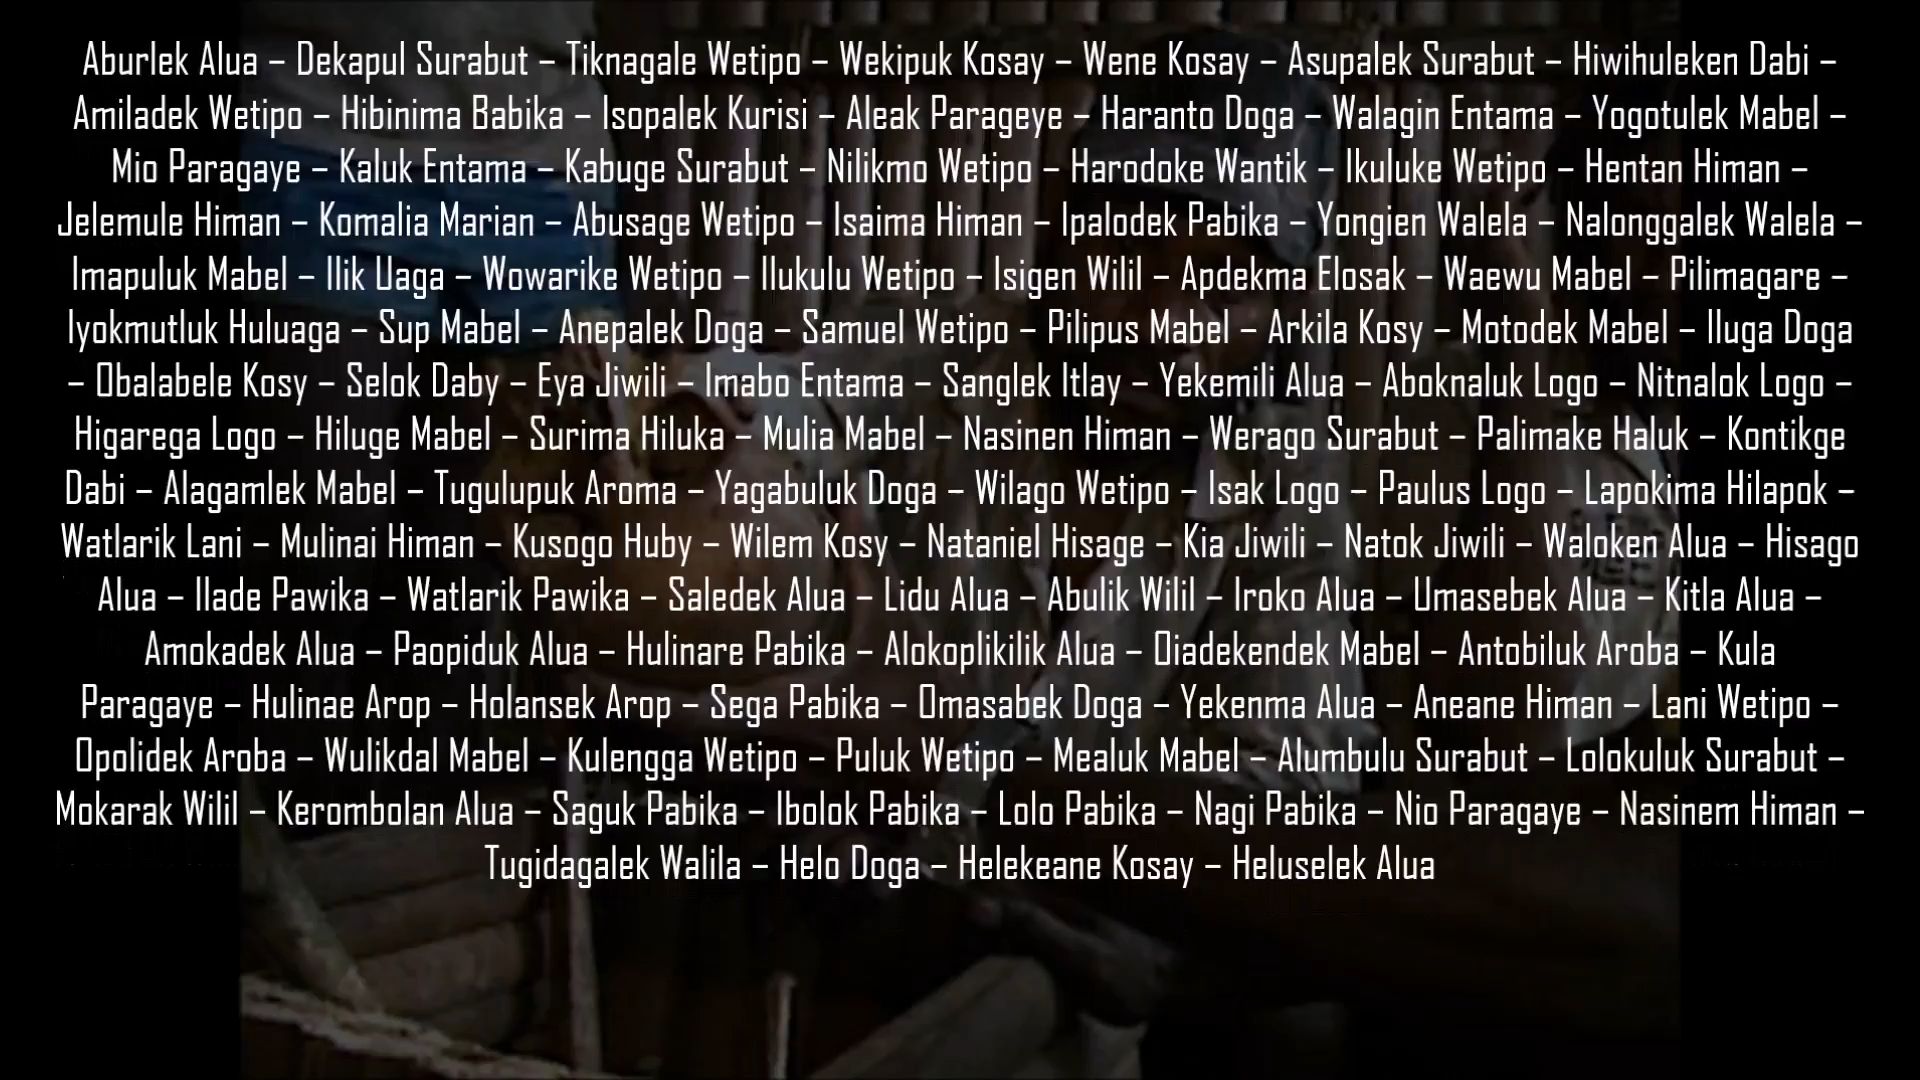 Aburlek Alua – Dekapul Surabut – Tiknagale Wetipo – Wekipuk Kosay – Wene Kosay – Asupalek Surabut – Hiwihuleken Dabi –
Amiladek Wetipo – Hibinima Babika – Isopalek Kurisi – Aleak Parageye – Haranto Doga – Walagin Entama – Yogotulek Mabel –
Mio Paragaye – Kaluk Entama – Kabuge Surabut – Nilikmo Wetipo – Harodoke Wantik – Ikuluke Wetipo – Hentan Himan –
Jelemule Himan – Komalia Marian – Abusage Wetipo – Isaima Himan – Ipalodek Pabika – Yongien Walela – Nalonggalek Walela –
Imapuluk Mabel – Ilik Uaga – Wowarike Wetipo – Ilukulu Wetipo – Isigen Wilil – Apdekma Elosak – Waewu Mabel – Pilimagare –
Iyokmutluk Huluaga – Sup Mabel – Anepalek Doga – Samuel Wetipo – Pilipus Mabel – Arkila Kosy – Motodek Mabel – Iluga Doga
– Obalabele Kosy – Selok Daby – Eya Jiwili – Imabo Entama – Sanglek Itlay – Yekemili Alua – Aboknaluk Logo – Nitnalok Logo –
Higarega Logo – Hiluge Mabel – Surima Hiluka – Mulia Mabel – Nasinen Himan – Werago Surabut – Palimake Haluk – Kontikge
Dabi – Alagamlek Mabel – Tugulupuk Aroma – Yagabuluk Doga – Wilago Wetipo – Isak Logo – Paulus Logo – Lapokima Hilapok –
Watlarik Lani – Mulinai Himan – Kusogo Huby – Wilem Kosy – Nataniel Hisage – Kia Jiwili – Natok Jiwili – Waloken Alua – Hisago
Alua – Ilade Pawika – Watlarik Pawika – Saledek Alua – Lidu Alua – Abulik Wilil – Iroko Alua – Umasebek Alua – Kitla Alua –
Amokadek Alua – Paopiduk Alua – Hulinare Pabika – Alokoplikilik Alua – Oiadekendek Mabel – Antobiluk Aroba – Kula
Paragaye – Hulinae Arop – Holansek Arop – Sega Pabika – Omasabek Doga – Yekenma Alua – Aneane Himan – Lani Wetipo –
Opolidek Aroba – Wulikdal Mabel – Kulengga Wetipo – Puluk Wetipo – Mealuk Mabel – Alumbulu Surabut – Lolokuluk Surabut –
Mokarak Wilil – Kerombolan Alua – Saguk Pabika – Ibolok Pabika – Lolo Pabika – Nagi Pabika – Nio Paragaye – Nasinem Himan –
Tugidagalek Walila – Helo Doga – Helekeane Kosay – Heluselek Alua